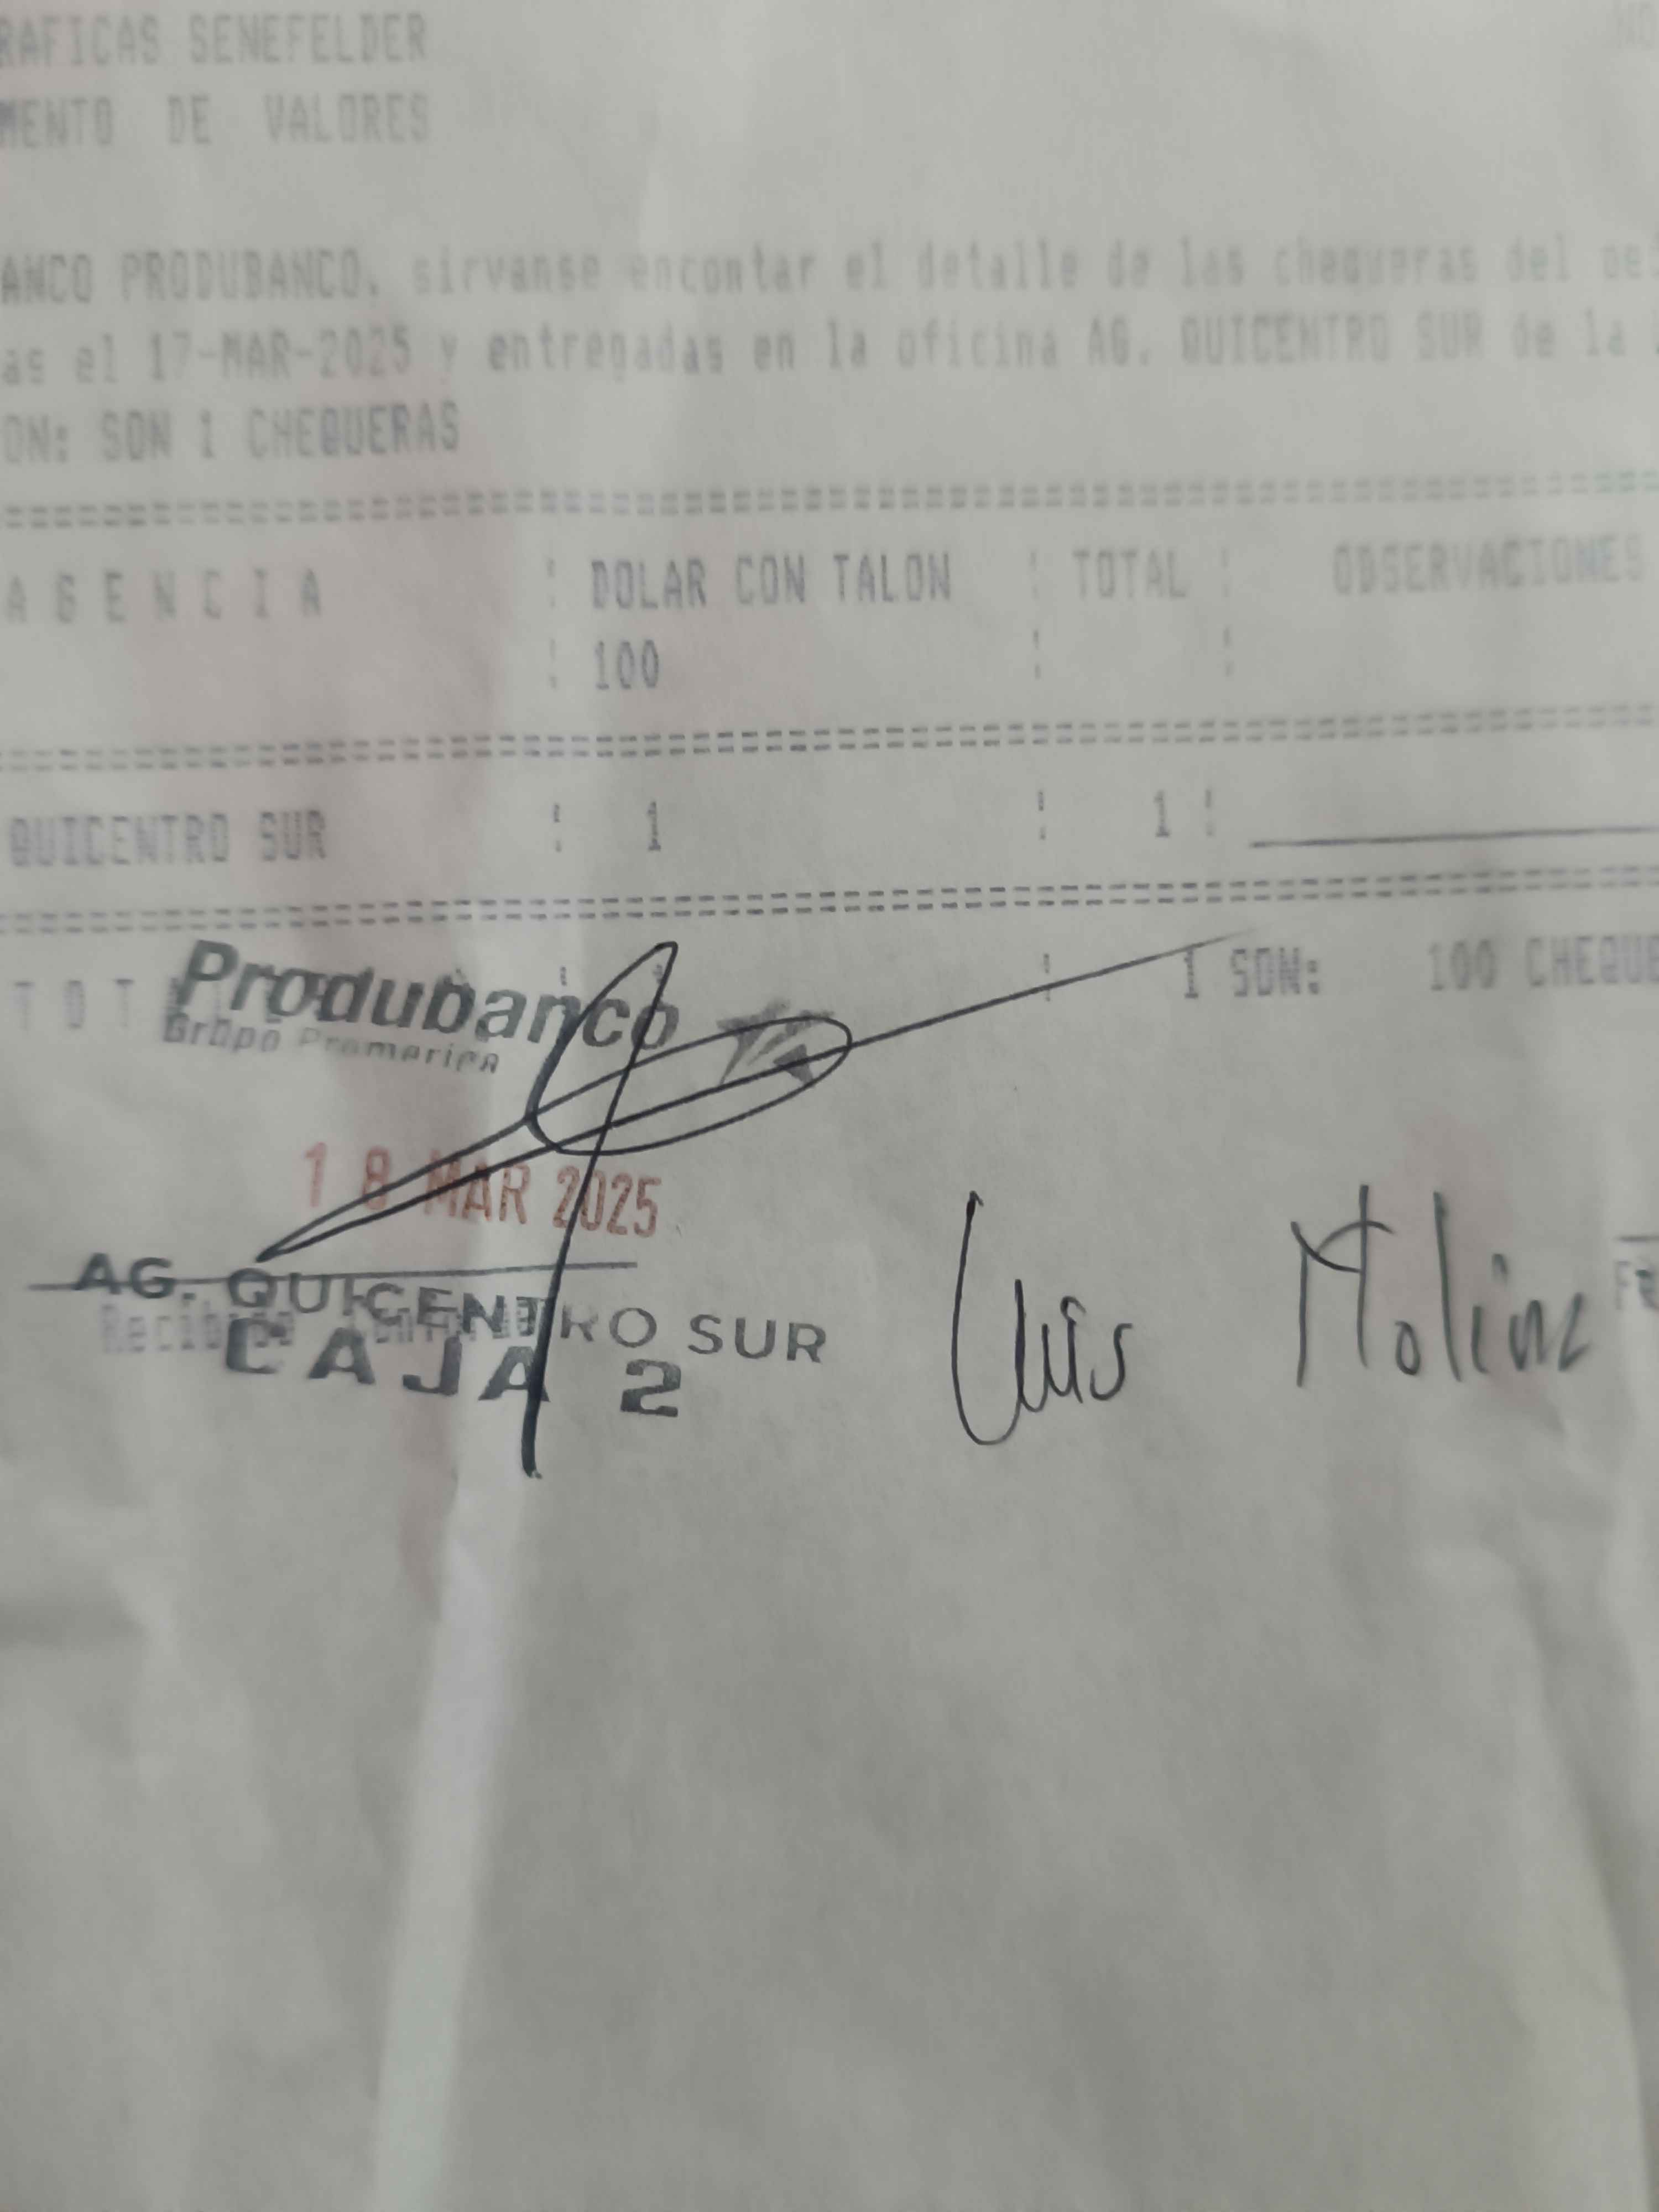 RAFICAS SENEFELDER NO
MENTO DE VALORES
ANCO PRODUBANCO, sirvanse encontar el detalle de las chequeras del
as el 17-MAR-2025 y entregadas en la oficina AG. QUICENTRO SUR de la
ON: SON 1 CHEQUERAS
A G E N C I A : DOLAR CON TALON : TOTAL : OBSERVACIONES
: 100 : :
QUICENTRO SUR : 1 : 1 :
T O T : : 1 SON: 100 CHEQUE
Produbanco
Grupo Promerica
18 MAR 2025
AG. QUICENTRO SUR
CAJA 2
Luis Molina